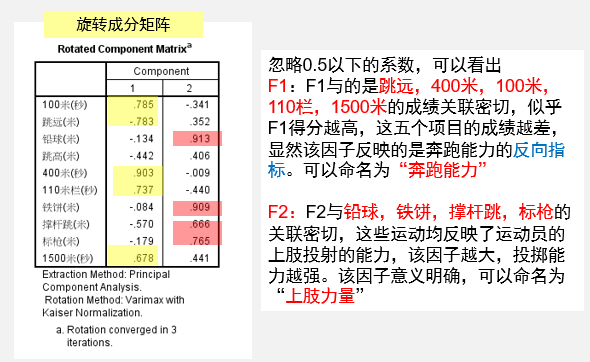 旋转成分矩阵
Rotated Component Matrixa
Component
1 2
100米(秒) .785 -.341
跳远(米) -.783 .352
铅球(米) -.134 .913
跳高(米) -.442 .406
400米(秒) .903 -.009
110米栏(秒) .737 -.440
铁饼(米) -.084 .909
撑杆跳(米) -.570 .666
标枪(米) -.179 .765
1500米(秒) .678 .441
Extraction Method: Principal
Component Analysis.
Rotation Method: Varimax with
Kaiser Normalization.
a. Rotation converged in 3
iterations.
忽略0.5以下的系数，可以看出
F1：F1与的是跳远，400米，100米，
110栏，1500米的成绩关联密切，似乎
F1得分越高，这五个项目的成绩越差，
显然该因子反映的是奔跑能力的反向指
标。可以命名为“奔跑能力”
F2：F2与铅球，铁饼，撑杆跳，标枪的
关联密切，这些运动均反映了运动员的
上肢投射的能力，该因子越大，投掷能
力越强。该因子意义明确，可以命名为
“上肢力量”